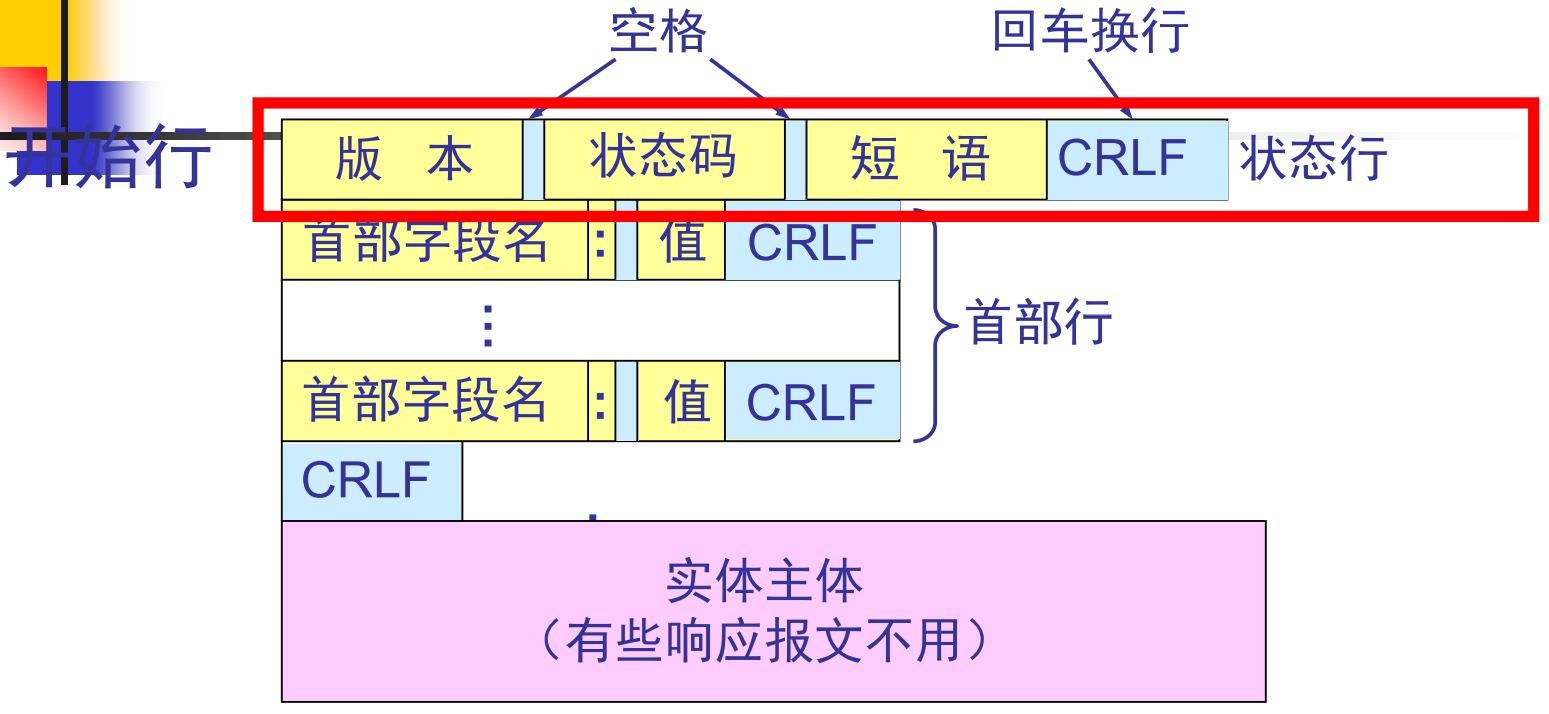 空格 回车换行
开始行 版 本 状态码 短 语 CRLF 状态行
首部字段名 : 值 CRLF
⋮
首部行
首部字段名 : 值 CRLF
CRLF
实体主体
（有些响应报文不用）